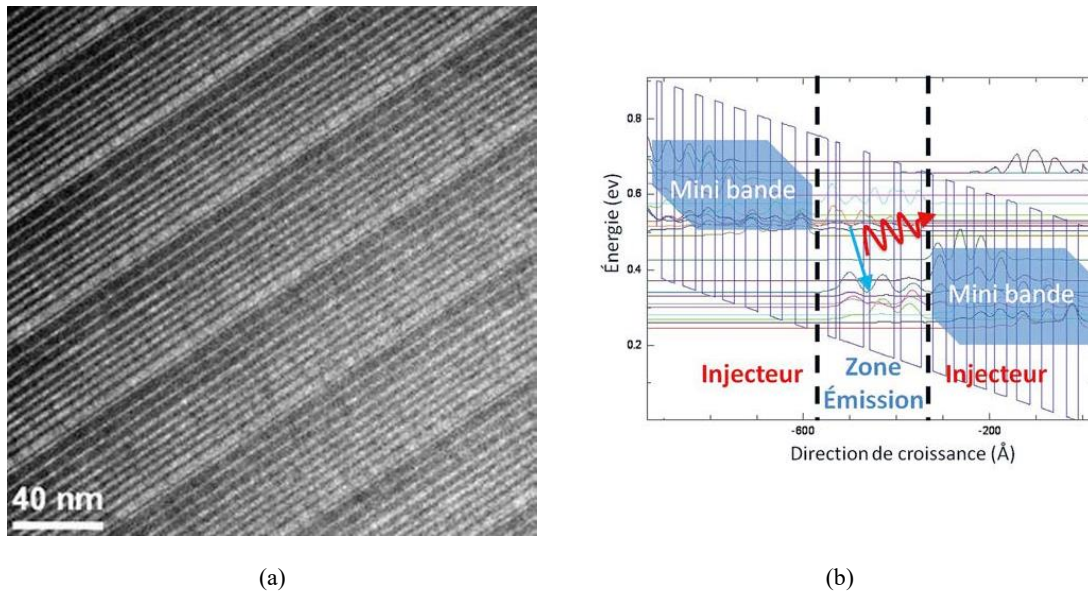 40 nm
(a)
Énergie (ev)
0.8
0.6
0.4
0.2
Mini bande
Mini bande
Injecteur
Zone
Émission
Injecteur
-600
-200
Direction de croissance (Å)
(b)